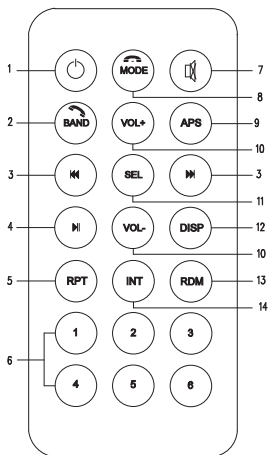 1 MODE 7
8
2 BAND VOL+ APS 9
10
3 SEL 3
11
4 VOL- DISP 12
10
5 RPT INT RDM 13
14
1 2 3
6
4 5 6